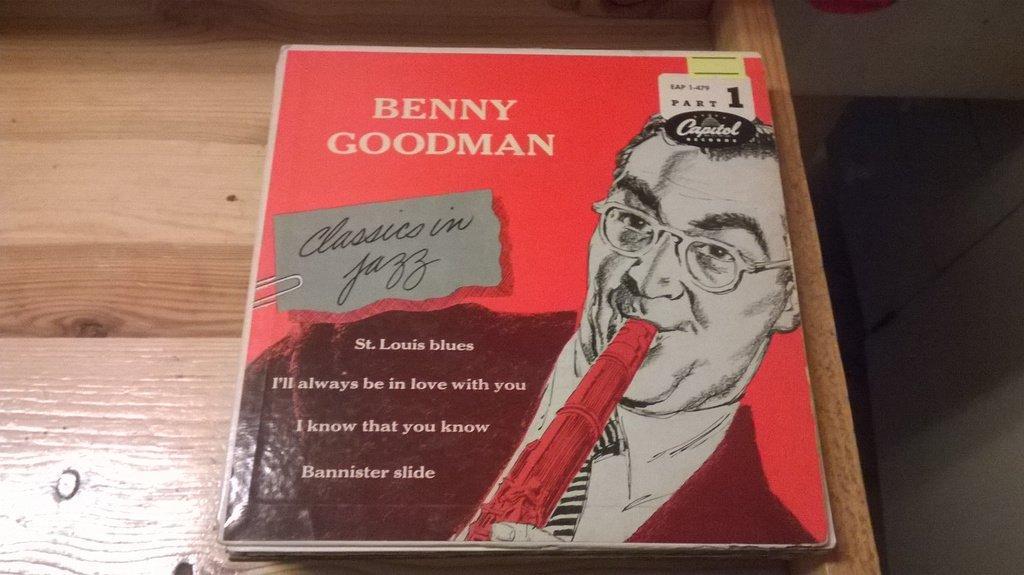 BENNY
GOODMAN
EAP 1-479
PART 1
Capitol
RECORDS
Classics in
jazz
St. Louis blues
I'll always be in love with you
I know that you know
Bannister slide